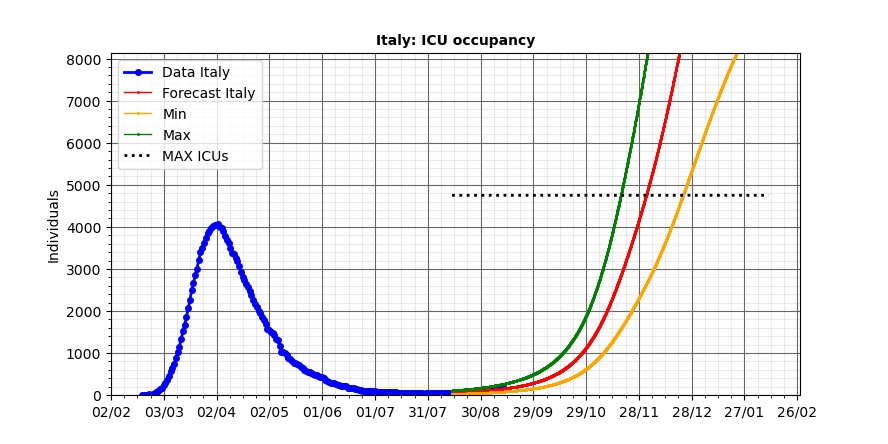 Italy: ICU occupancy
8000
7000
6000
5000
4000
3000
2000
1000
0
Individuals
Data Italy
Forecast Italy
Min
Max
MAX ICUs
02/02 03/03 02/04 02/05 01/06 01/07 31/07 30/08 29/09 29/10 28/11 28/12 27/01 26/02